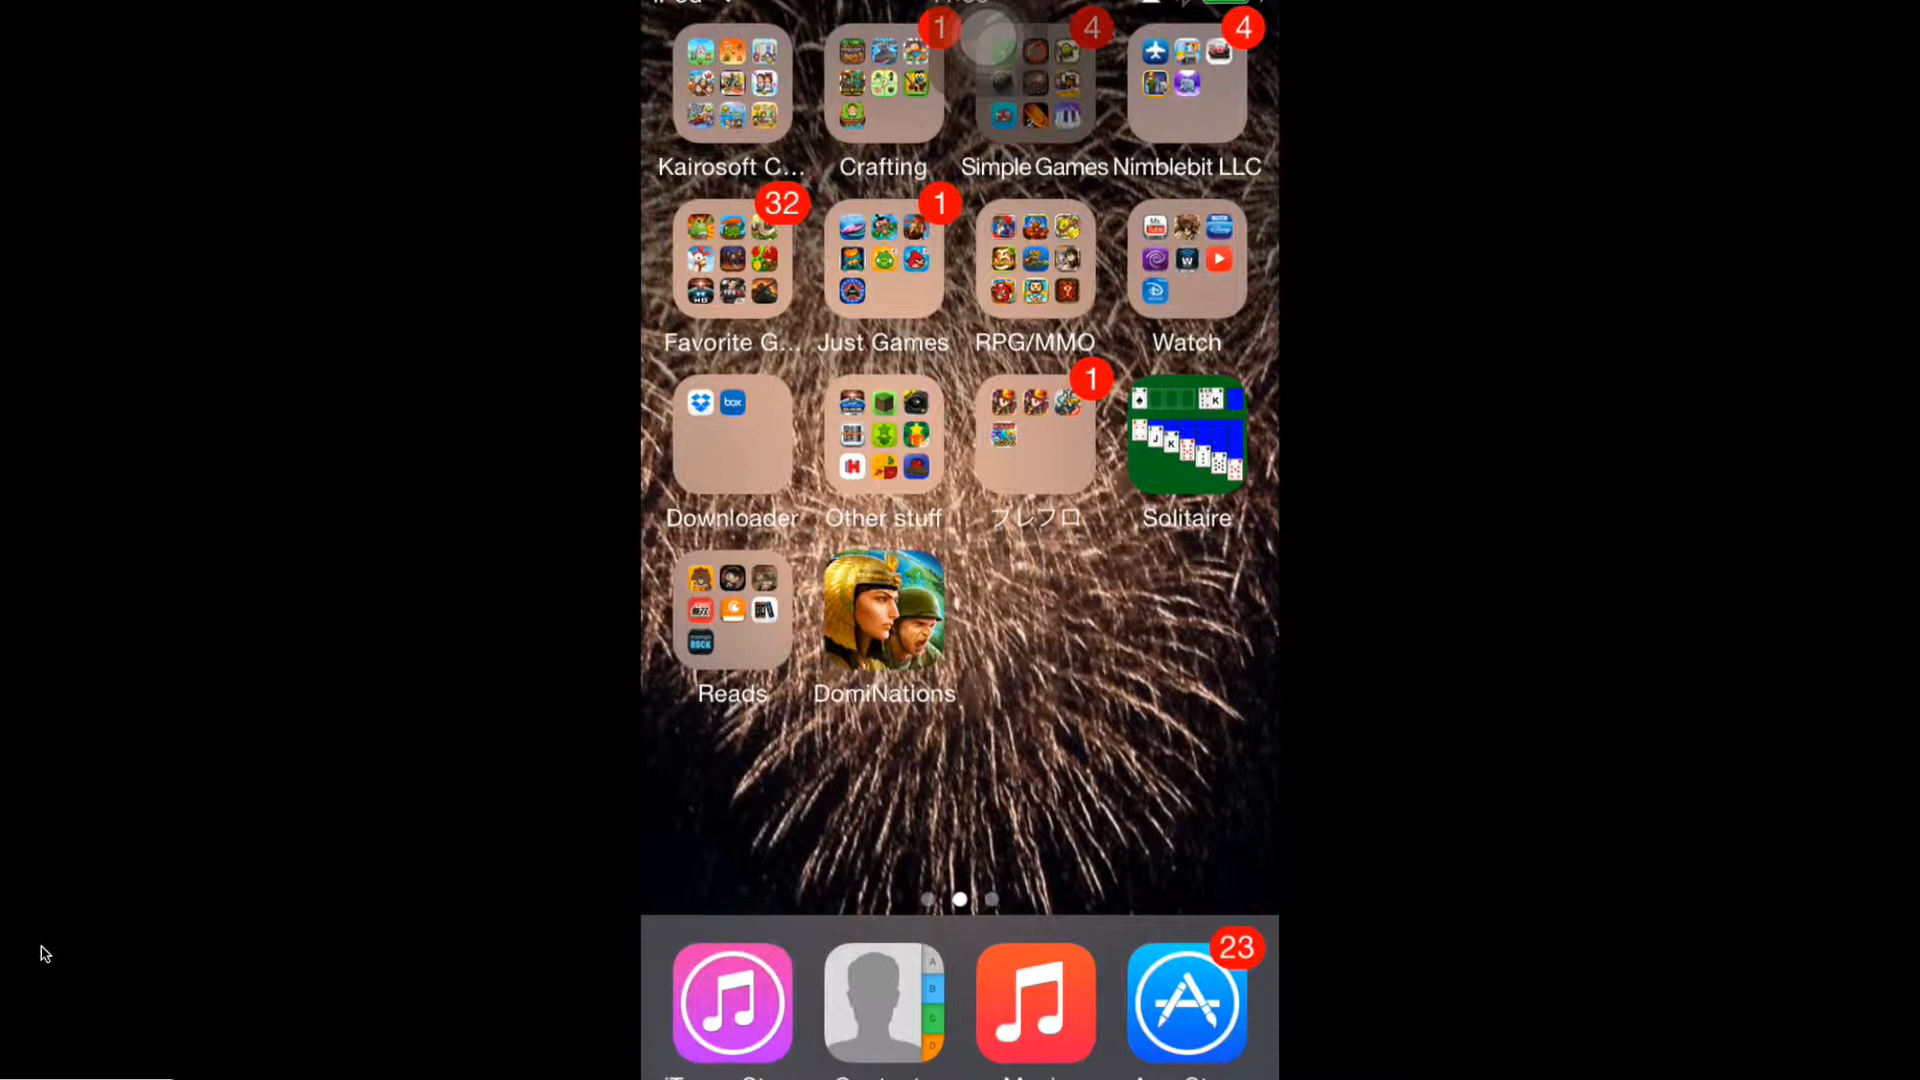 1
4
4
Kairosoft C...
Crafting
Simple Games
Nimblebit LLC
32
1
Favorite G...
Just Games
RPG/MMO
Watch
1
box
Downloader
Other stuff
ブレフロ
Solitaire
Reads
DomiNations
23
A
B
C
D